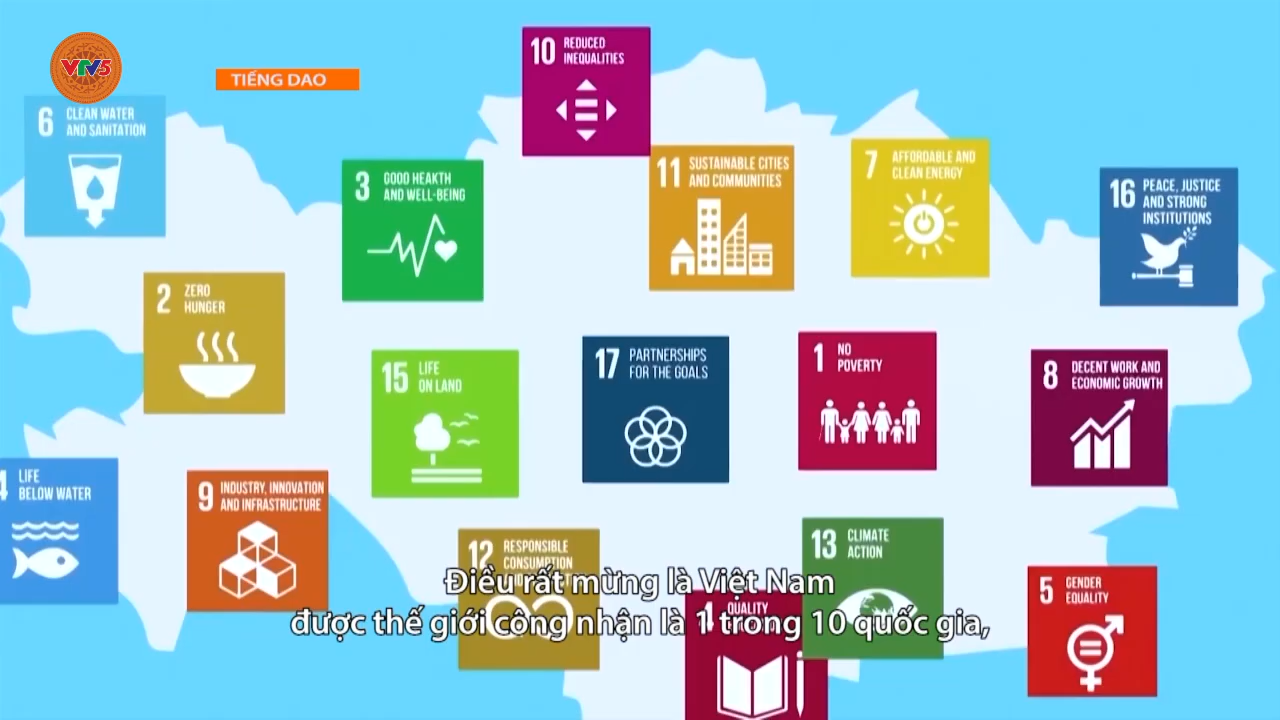 VTV5
TIẾNG DAO
10 REDUCED
INEQUALITIES
6 CLEAN WATER
AND SANITATION
3 GOOD HEAKTH
AND WELL-BEING
11 SUSTAINABLE CITIES
AND COMMUNITIES
7 AFFORDABLE AND
CLEAN ENERGY
16 PEACE, JUSTICE
AND STRONG
INSTITUTIONS
2 ZERO
HUNGER
15 LIFE
ON LAND
17 PARTNERSHIPS
FOR THE GOALS
1 NO
POVERTY
8 DECENT WORK AND
ECONOMIC GROWTH
LIFE
BELOW WATER
9 INDUSTRY, INNOVATION
AND INFRASTRUCTURE
12 RESPONSIBLE
CONSUMPTION
13 CLIMATE
ACTION
5 GENDER
EQUALITY
4 QUALITY
Điều rất mừng là Việt Nam
được thế giới công nhận là 1 trong 10 quốc gia,